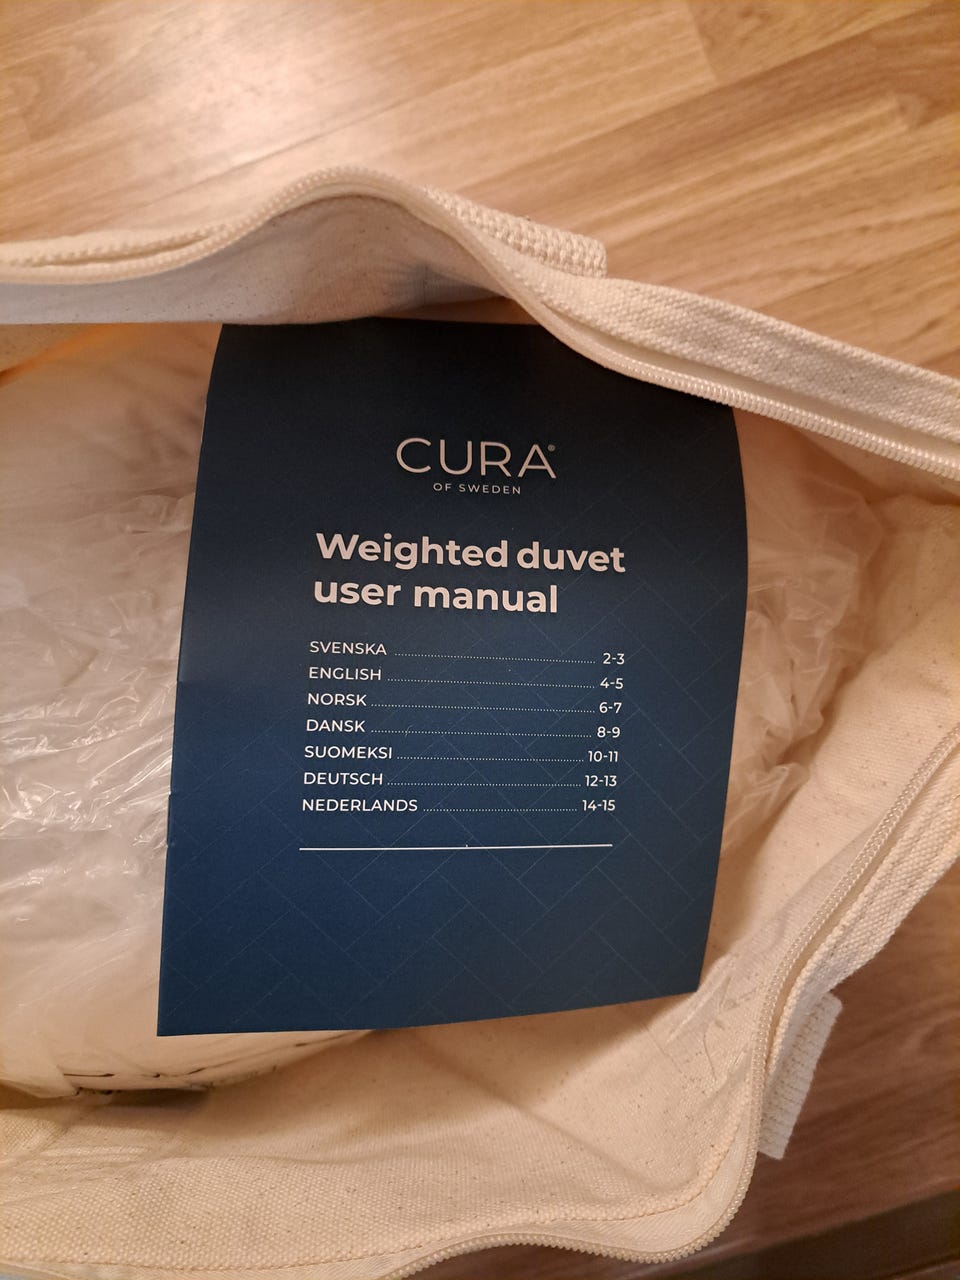 CURA®
OF SWEDEN
Weighted duvet
user manual
SVENSKA 2-3
ENGLISH 4-5
NORSK 6-7
DANSK 8-9
SUOMEKSI 10-11
DEUTSCH 12-13
NEDERLANDS 14-15